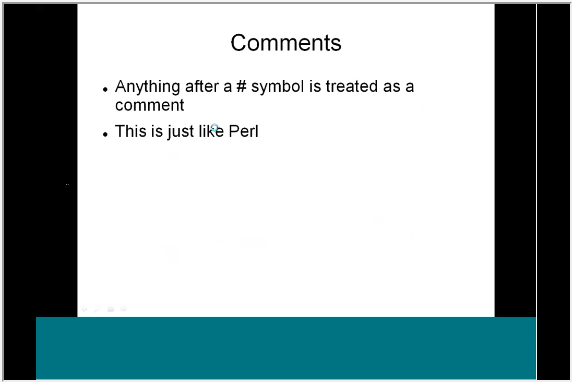 Comments
• Anything after a # symbol is treated as a
comment
• This is just like Perl